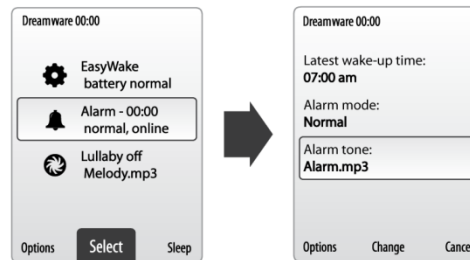 Dreamware 00:00
EasyWake
battery normal
Alarm - 00:00
normal, online
Lullaby off
Melody.mp3
Options Select Sleep
Dreamware 00:00
Latest wake-up time:
07:00 am
Alarm mode:
Normal
Alarm tone:
Alarm.mp3
Options Change Cance